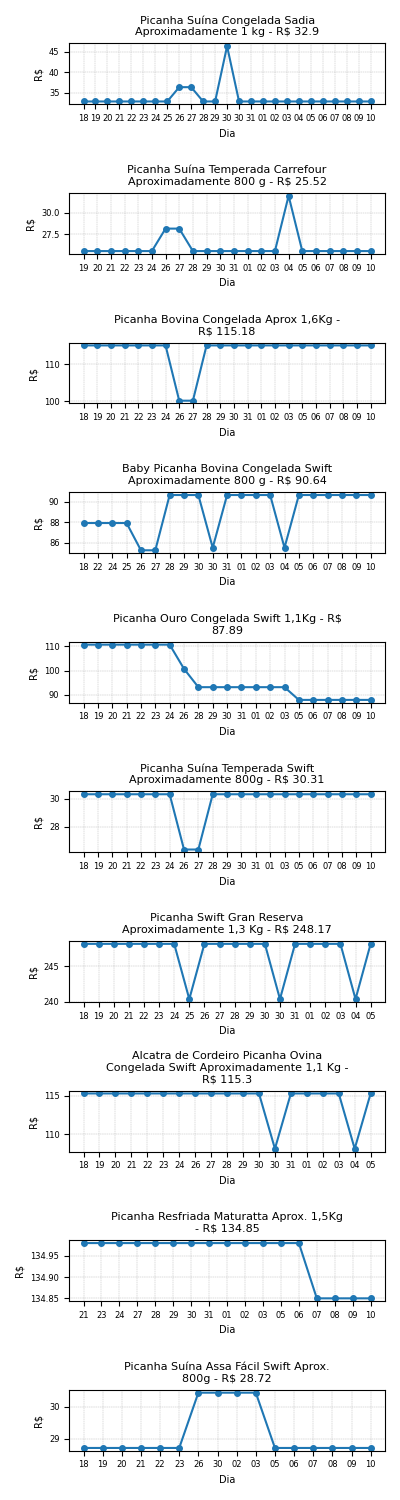 Picanha Suína Congelada Sadia
Aproximadamente 1 kg - R$ 32.9
45
40
35
R$
18 19 20 21 22 23 24 25 26 27 28 29 30 30 31 01 02 03 04 05 06 07 08 09 10
Dia
Picanha Suína Temperada Carrefour
Aproximadamente 800 g - R$ 25.52
30.0
27.5
R$
19 20 21 22 23 24 26 27 28 29 30 31 01 02 03 04 05 06 07 08 09 10
Dia
Picanha Bovina Congelada Aprox 1,6Kg -
R$ 115.18
110
100
R$
18 19 20 21 22 23 24 26 27 28 29 30 31 01 02 03 04 05 06 07 08 09 10
Dia
Baby Picanha Bovina Congelada Swift
Aproximadamente 800 g - R$ 90.64
90
88
86
R$
18 22 24 25 26 27 28 29 30 30 31 01 02 03 04 05 06 07 08 09 10
Dia
Picanha Ouro Congelada Swift 1,1Kg - R$
87.89
110
100
90
R$
18 19 20 21 22 23 24 26 28 29 30 31 01 02 03 05 06 07 08 09 10
Dia
Picanha Suína Temperada Swift
Aproximadamente 800g - R$ 30.31
30
28
R$
18 19 20 21 22 23 24 26 27 28 29 30 31 01 02 03 05 06 07 08 09 10
Dia
Picanha Swift Gran Reserva
Aproximadamente 1,3 Kg - R$ 248.17
245
240
R$
18 19 20 21 22 23 24 25 26 27 28 29 30 30 31 01 02 03 04 05
Dia
Alcatra de Cordeiro Picanha Ovina
Congelada Swift Aproximadamente 1,1 Kg -
R$ 115.3
115
110
R$
18 19 20 21 22 23 24 26 27 28 29 30 30 31 01 02 03 04 05
Dia
Picanha Resfriada Maturatta Aprox. 1,5Kg
- R$ 134.85
134.95
134.90
134.85
R$
21 23 24 27 28 29 30 31 01 02 03 05 06 07 08 09 10
Dia
Picanha Suína Assa Fácil Swift Aprox.
800g - R$ 28.72
30
29
R$
18 19 20 21 22 23 26 30 02 03 05 06 07 08 09 10
Dia